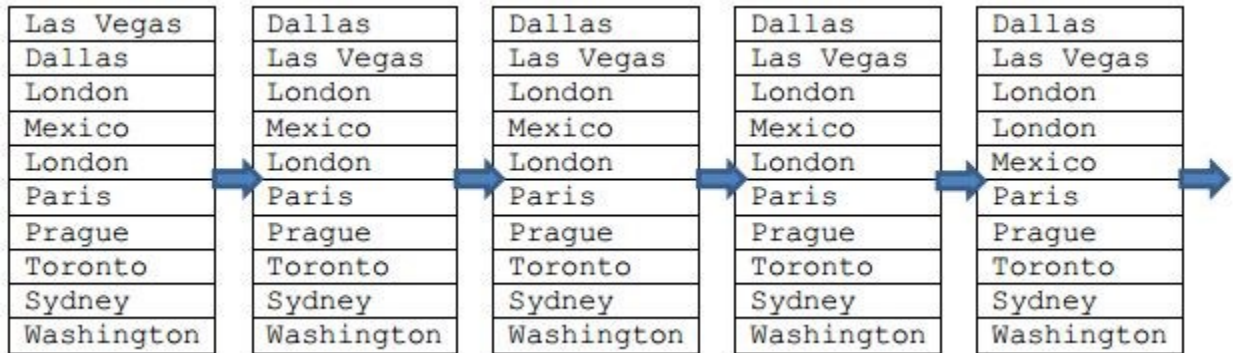 Las Vegas Dallas Dallas Dallas Dallas
Dallas Las Vegas Las Vegas Las Vegas Las Vegas
London London London London London
Mexico Mexico Mexico Mexico London
London London London London Mexico
Paris Paris Paris Paris Paris
Prague Prague Prague Prague Prague
Toronto Toronto Toronto Toronto Toronto
Sydney Sydney Sydney Sydney Sydney
Washington Washington Washington Washington Washington